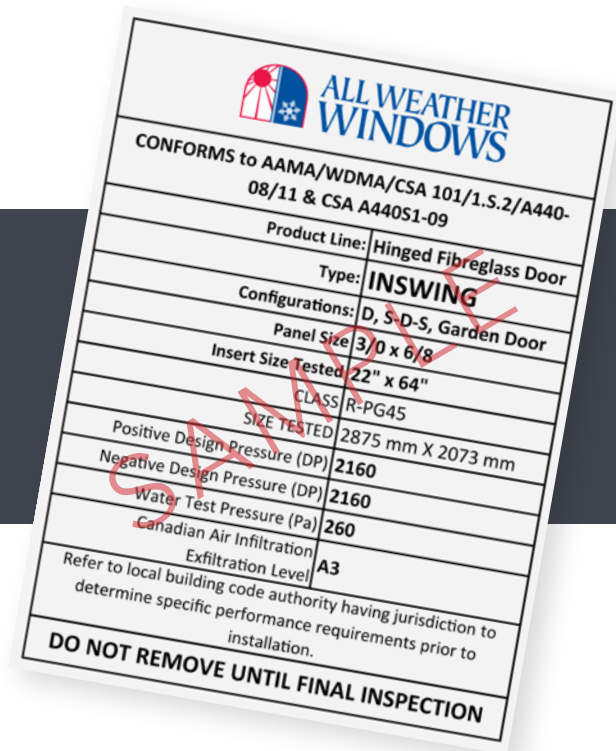 ALL WEATHER
WINDOWS
CONFORMS to AAMA/WDMA/CSA 101/1.S.2/A440-
08/11 & CSA A440S1-09
Product Line: Hinged Fibreglass Door
Type: INSWING
Configurations: D, S-D-S, Garden Door
Panel Size 3/0 x 6/8
Insert Size Tested 22" x 64"
CLASS R-PG45
SIZE TESTED 2875 mm X 2073 mm
Positive Design Pressure (DP) 2160
Negative Design Pressure (DP) 2160
Water Test Pressure (Pa) 260
Canadian Air Infiltration
Exfiltration Level A3
Refer to local building code authority having jurisdiction to
determine specific performance requirements prior to
installation.
DO NOT REMOVE UNTIL FINAL INSPECTION
SAMPLE